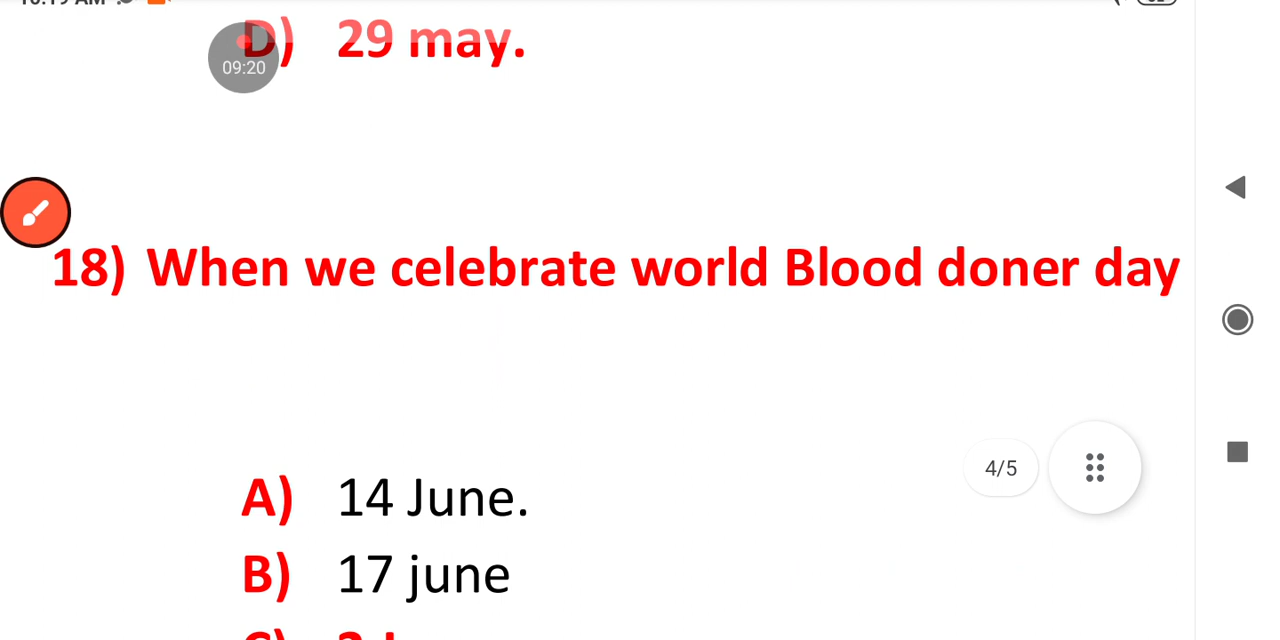 D) 29 may.
09:20
18) When we celebrate world Blood doner day
4/5
A) 14 June.
B) 17 june